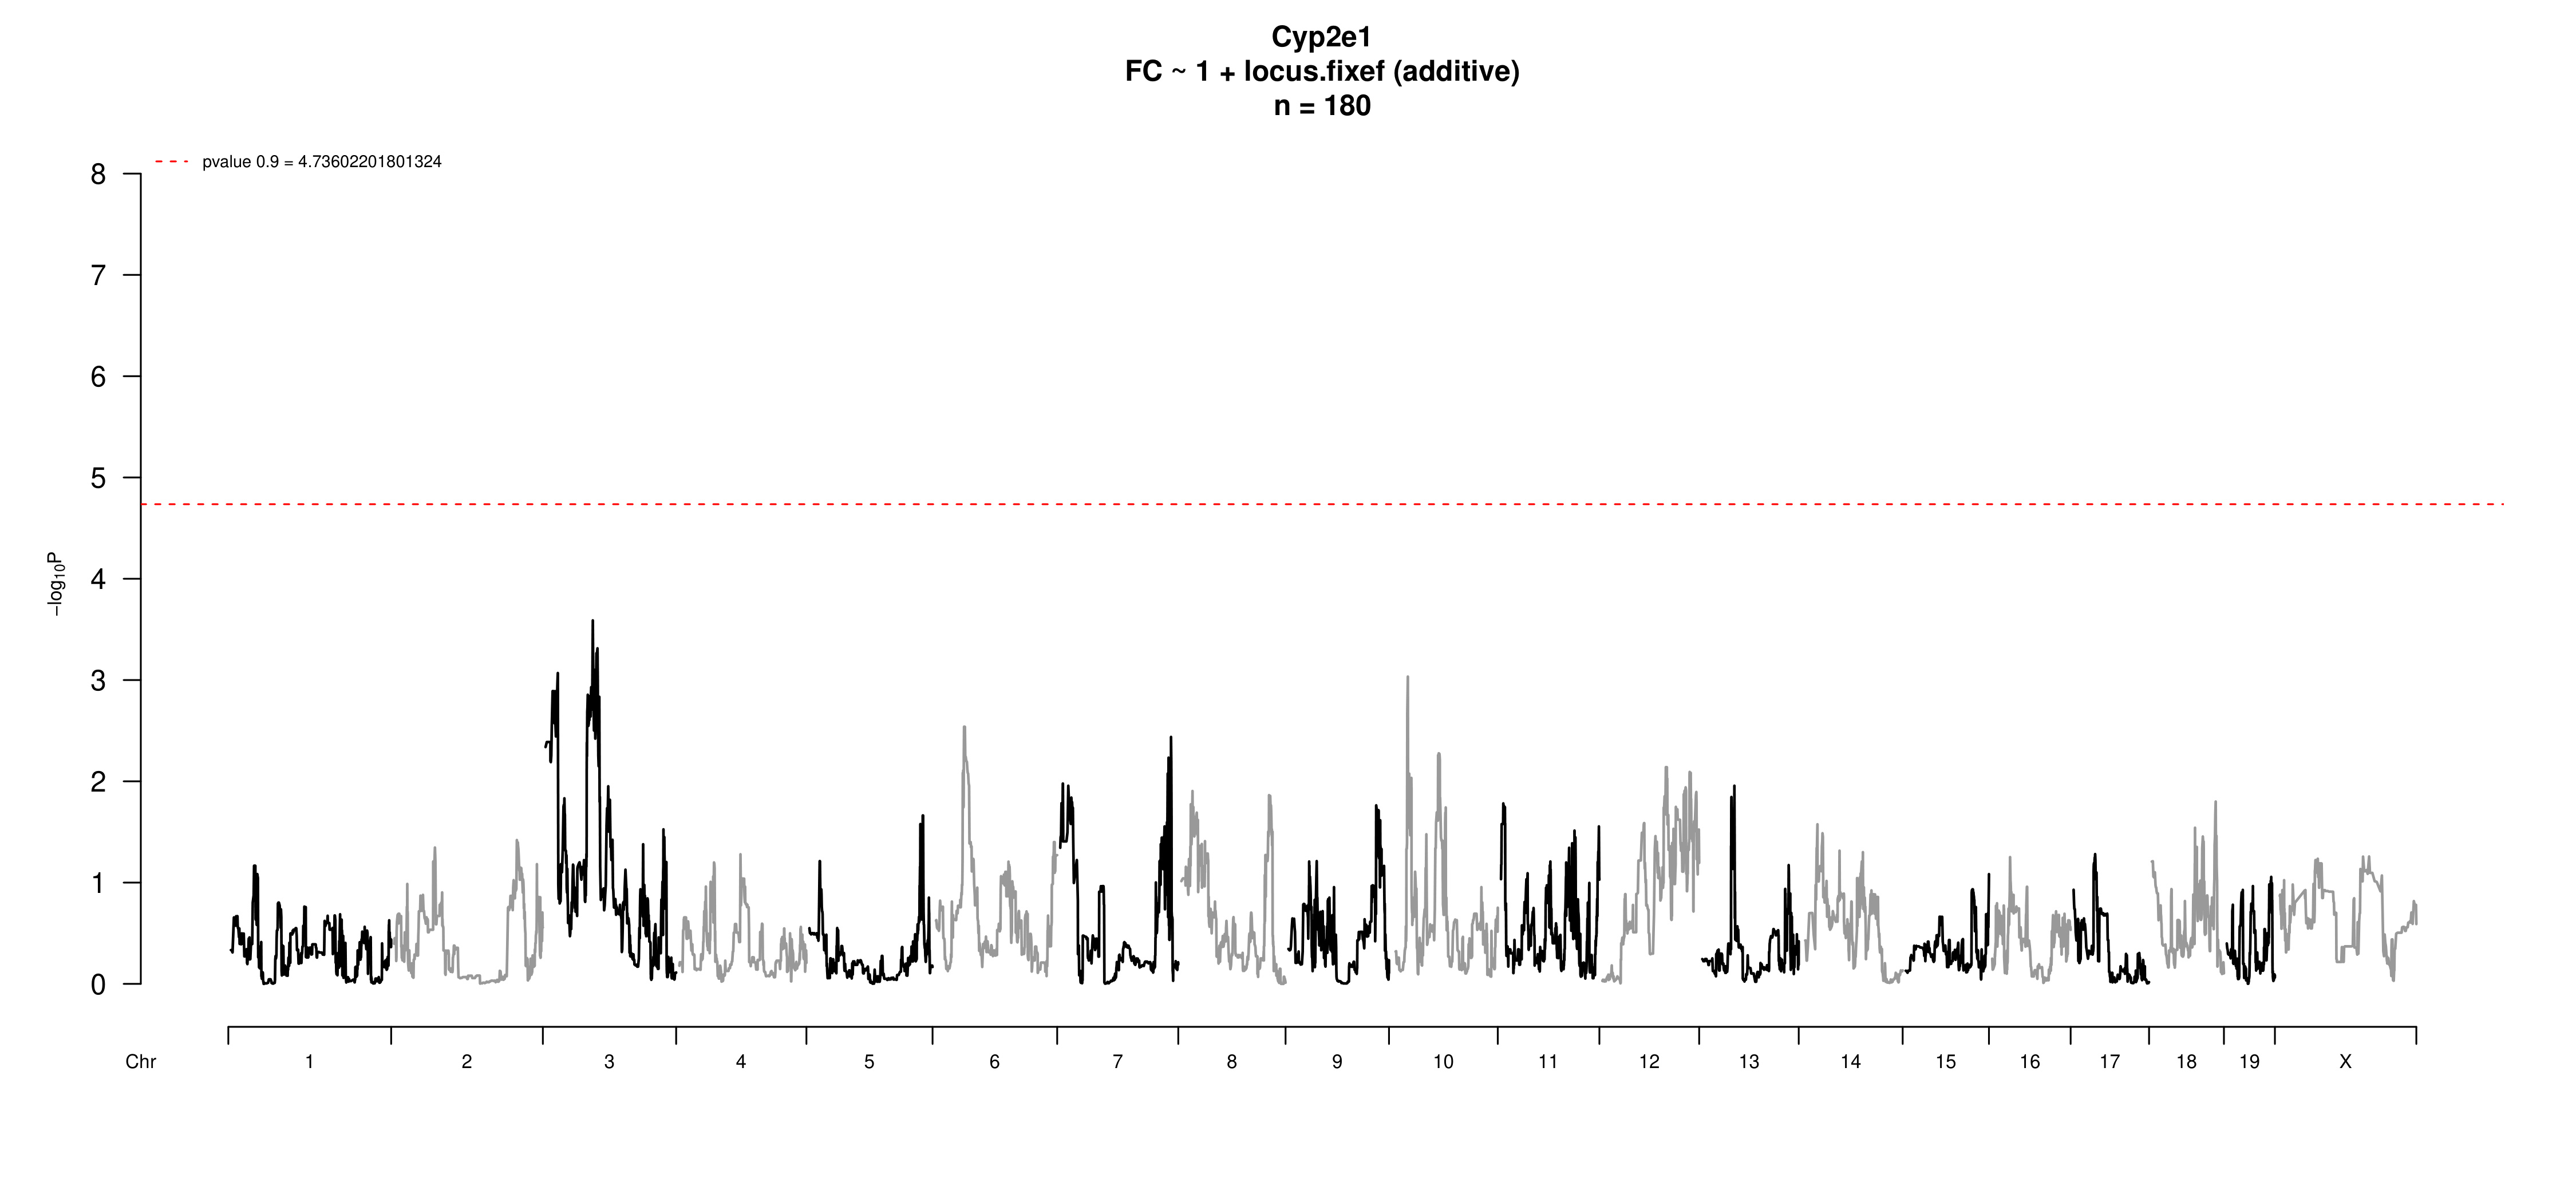 Cyp2e1
FC ~ 1 + locus.fixef (additive)
n = 180
pvalue 0.9 = 4.73602201801324
8
7
6
5
4
3
2
1
0
−log10P
Chr 1 2 3 4 5 6 7 8 9 10 11 12 13 14 15 16 17 18 19 X